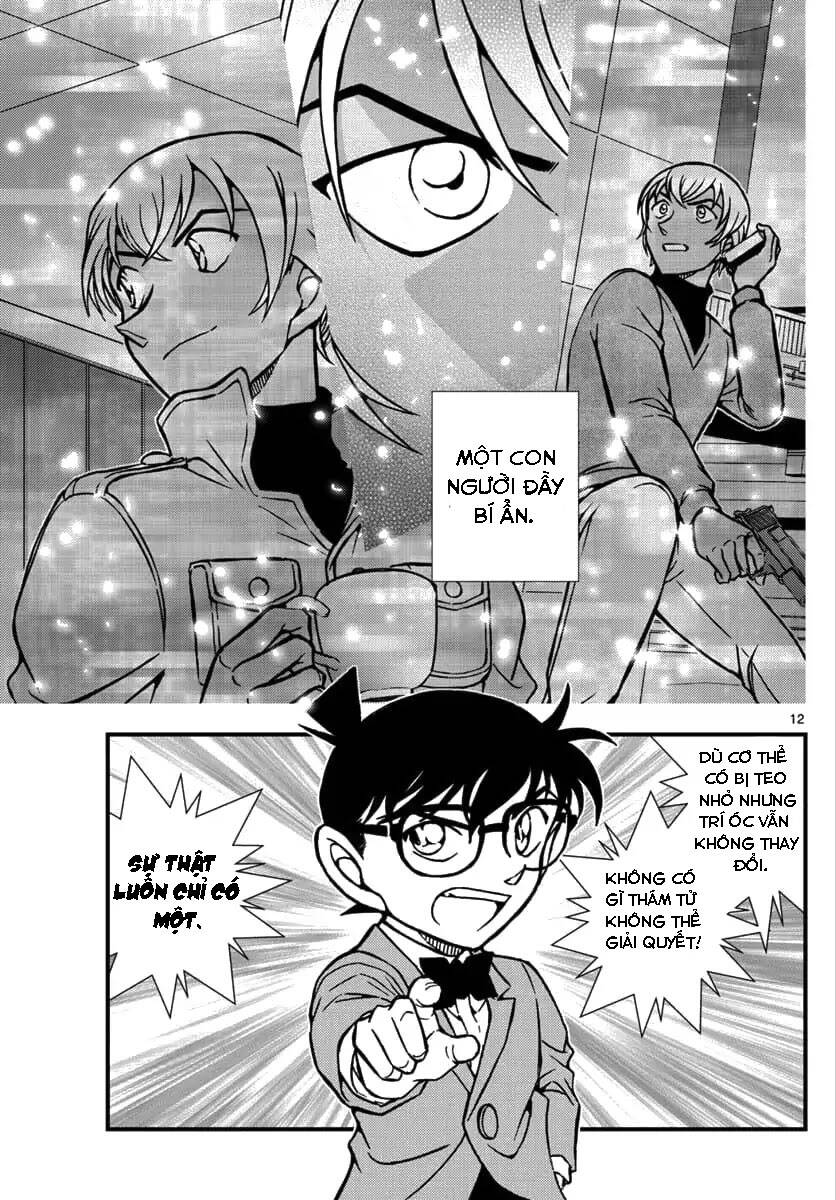 MỘT CON
NGƯỜI ĐẦY
BÍ ẨN.
12
DÙ CƠ THỂ
CÓ BỊ TEO
NHỎ NHƯNG
TRÍ ÓC VẪN
KHÔNG THAY
ĐỔI.
KHÔNG CÓ
GÌ THÁM TỬ
KHÔNG THỂ
GIẢI QUYẾT!
SỰ THẬT
LUÔN CHỈ CÓ
MỘT.